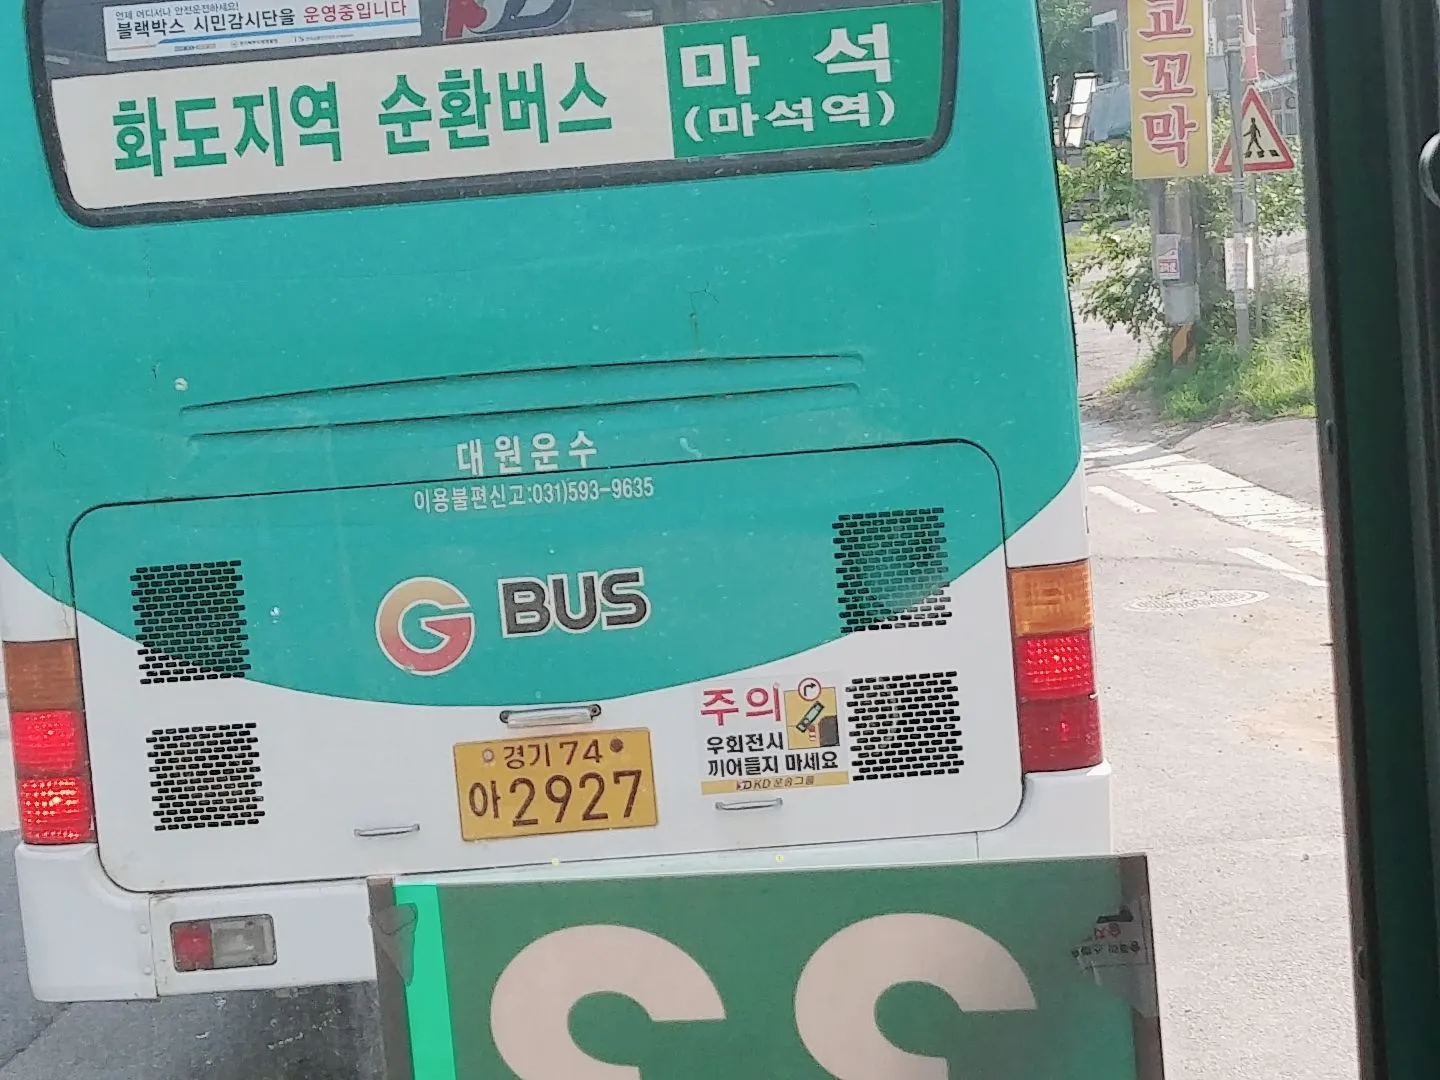 언제 어디서나 안전운전하세요!
블랙박스 시민감시단을 운영중입니다
화도지역 순환버스
마 석
(마석역)
교꼬막
대원운수
이용불편신고:031)593-9635
G BUS
경기 74
아2927
주의
우회전시
끼어들지 마세요
KD 운송그룹